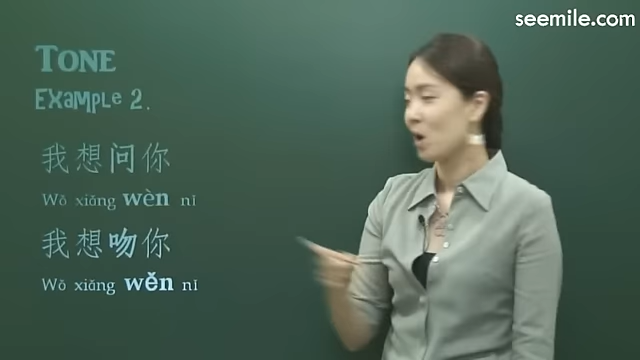 seemile.com
TONE
Example 2.
我想问你
Wǒ xiǎng wèn nǐ
我想吻你
Wǒ xiǎng wěn nǐ